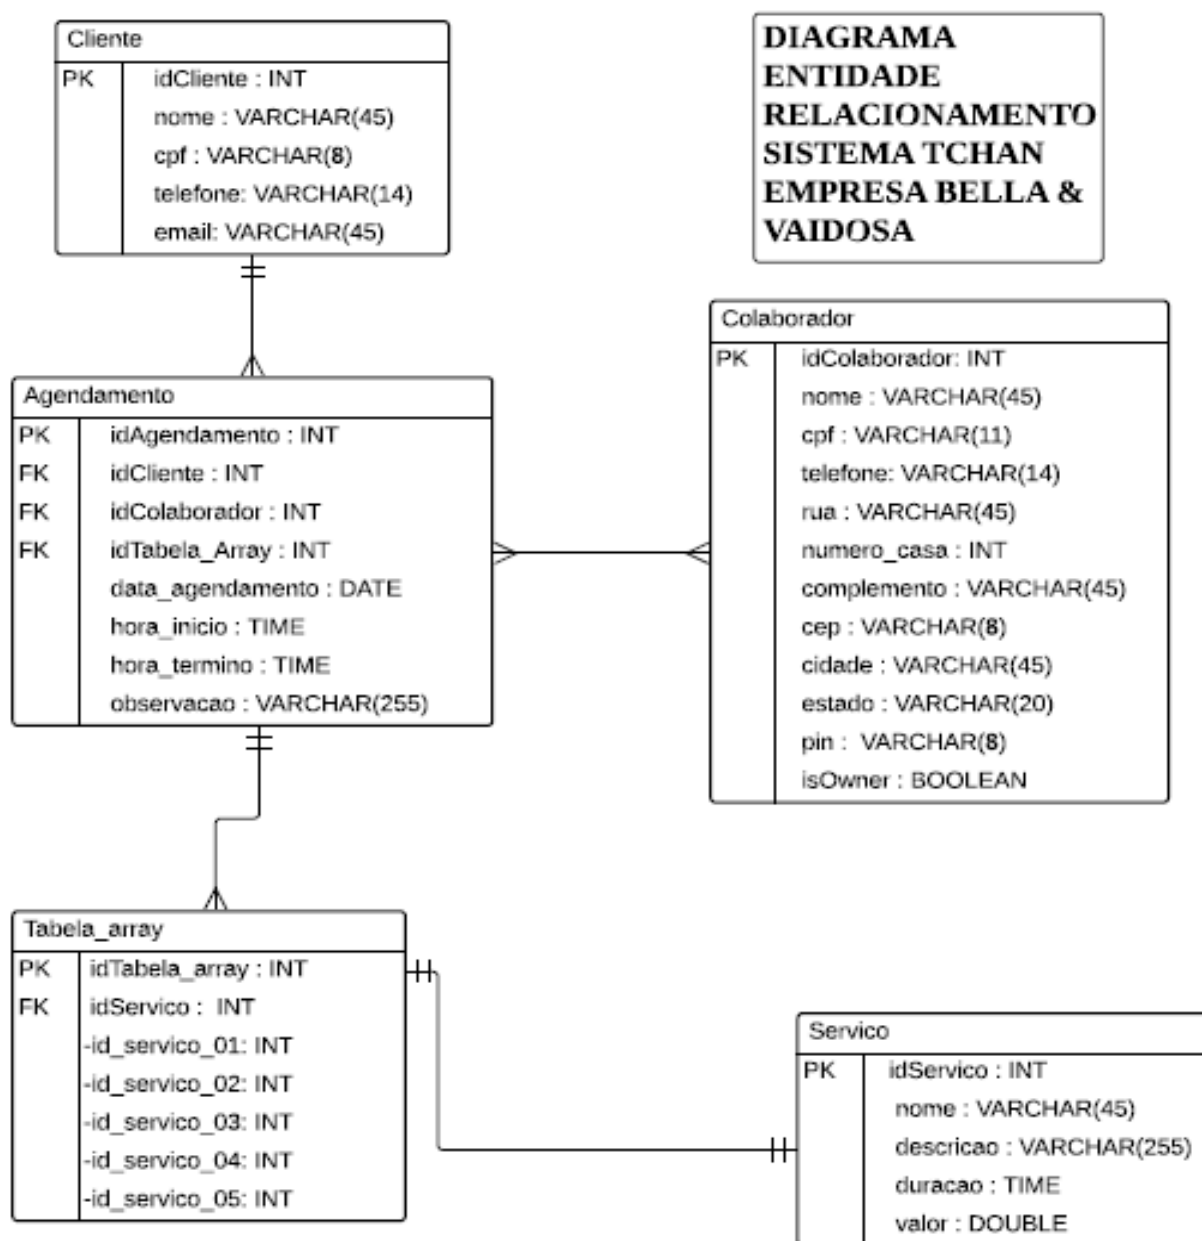 Cliente
PK idCliente : INT
nome : VARCHAR(45)
cpf : VARCHAR(8)
telefone: VARCHAR(14)
email: VARCHAR(45)
DIAGRAMA
ENTIDADE
RELACIONAMENTO
SISTEMA TCHAN
EMPRESA BELLA &
VAIDOSA
Agendamento
PK idAgendamento : INT
FK idCliente : INT
FK idColaborador : INT
FK idTabela_Array : INT
data_agendamento : DATE
hora_inicio : TIME
hora_termino : TIME
observacao : VARCHAR(255)
Colaborador
PK idColaborador: INT
nome : VARCHAR(45)
cpf : VARCHAR(11)
telefone: VARCHAR(14)
rua : VARCHAR(45)
numero_casa : INT
complemento : VARCHAR(45)
cep : VARCHAR(8)
cidade : VARCHAR(45)
estado : VARCHAR(20)
pin : VARCHAR(8)
isOwner : BOOLEAN
Tabela_array
PK idTabela_array : INT
FK idServico : INT
-id_servico_01: INT
-id_servico_02: INT
-id_servico_03: INT
-id_servico_04: INT
-id_servico_05: INT
Servico
PK idServico : INT
nome : VARCHAR(45)
descricao : VARCHAR(255)
duracao : TIME
valor : DOUBLE